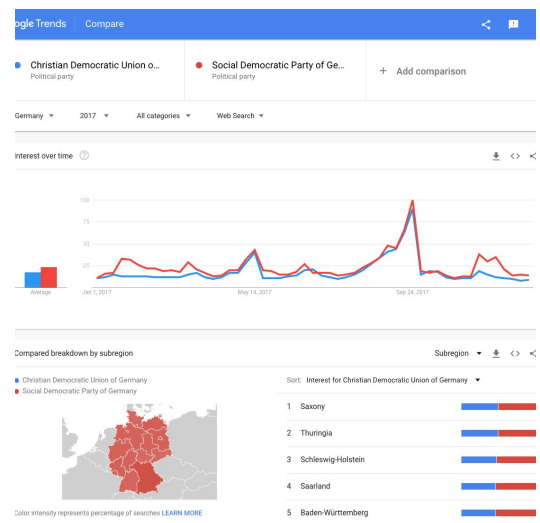 ogle Trends Compare
Christian Democratic Union o...
Political party
Social Democratic Party of Ge...
Political party
+ Add comparison
Germany 2017 All categories Web Search
Interest over time
100
75
50
25
Average
Jan 1, 2017 May 14, 2017 Sep 24, 2017
Compared breakdown by subregion
Subregion
Christian Democratic Union of Germany
Social Democratic Party of Germany
Color intensity represents percentage of searches LEARN MORE
Sort: Interest for Christian Democratic Union of Germany
1 Saxony
2 Thuringia
3 Schleswig-Holstein
4 Saarland
5 Baden-Württemberg